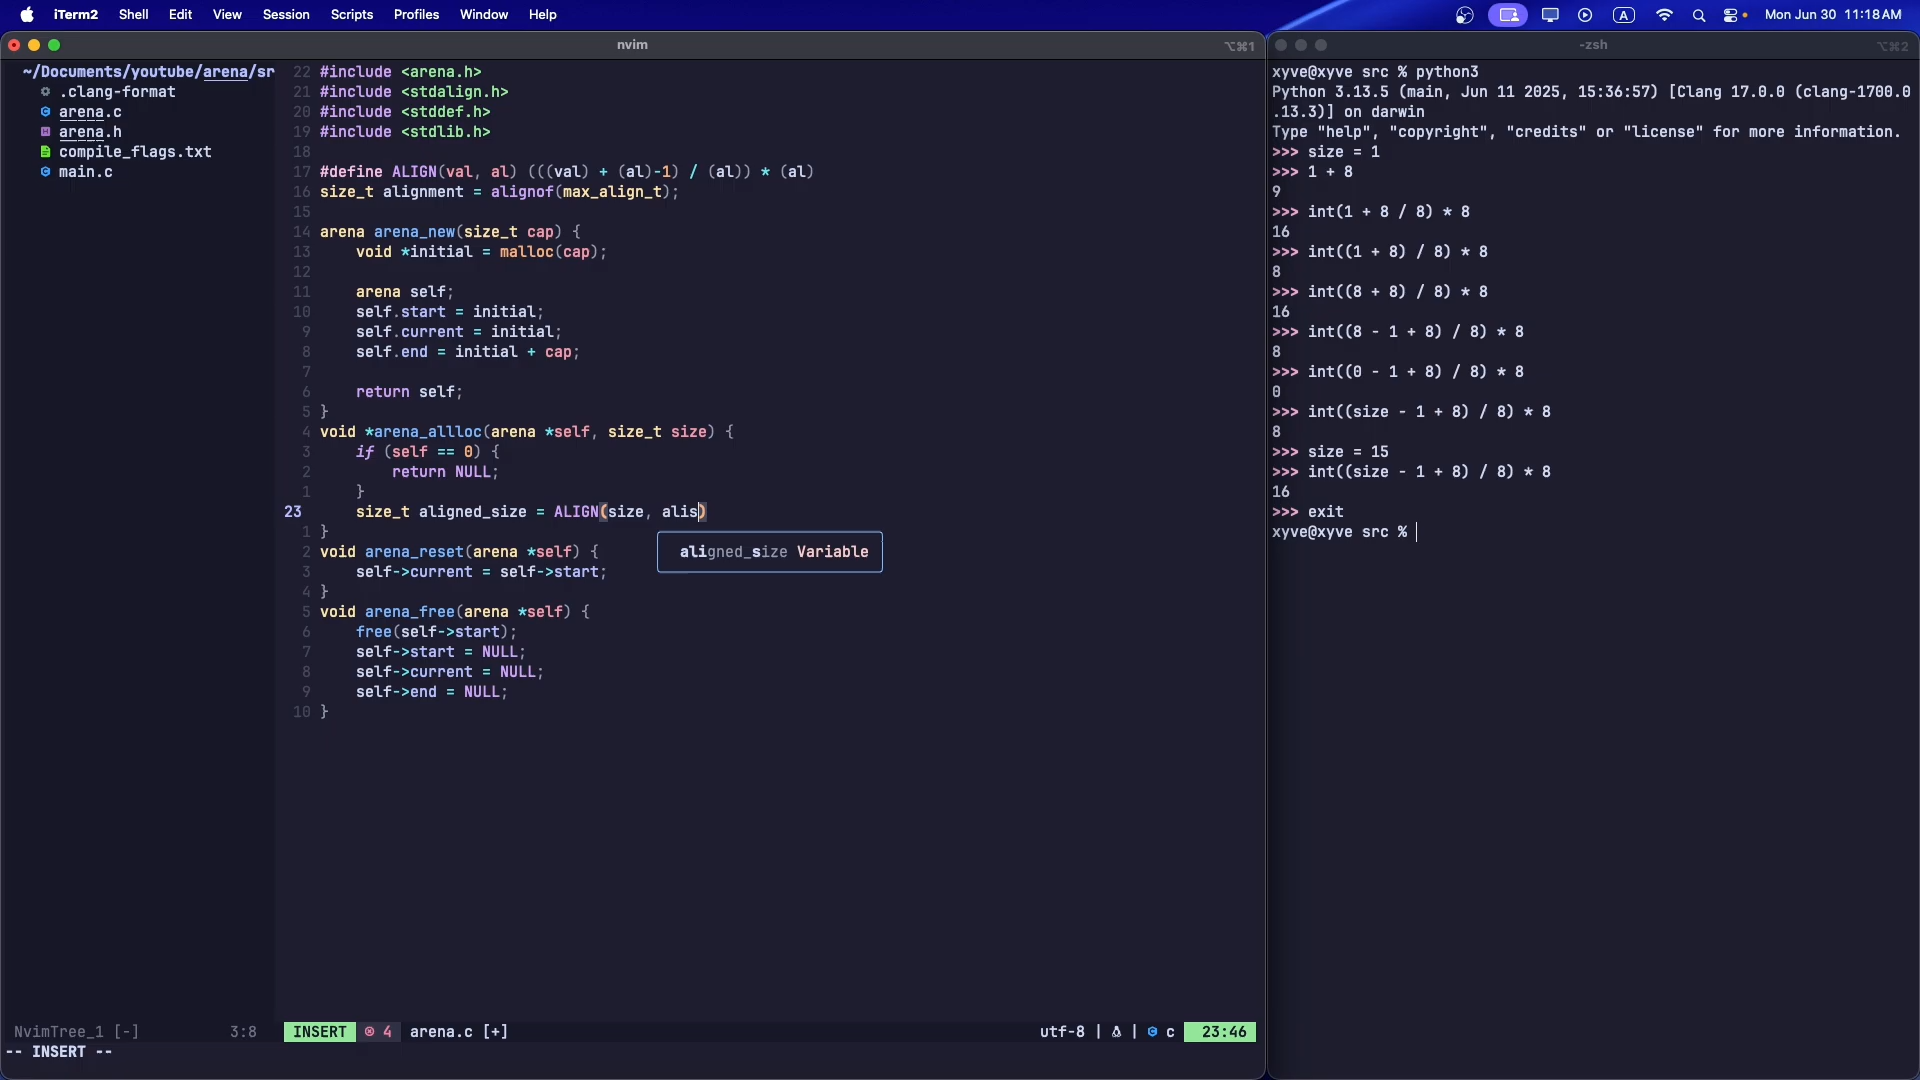 iTerm2 Shell Edit View Session Scripts Profiles Window Help A Mon Jun 30 11:18 AM
nvim ⌥⌘1
~/Documents/youtube/arena/sr
.clang-format
arena.c
arena.h
compile_flags.txt
main.c
22 #include <arena.h>
21 #include <stdalign.h>
20 #include <stddef.h>
19 #include <stdlib.h>
18
17 #define ALIGN(val, al) (((val) + (al)-1) / (al)) * (al)
16 size_t alignment = alignof(max_align_t);
15
14 arena arena_new(size_t cap) {
13     void *initial = malloc(cap);
12
11     arena self;
10     self.start = initial;
9     self.current = initial;
8     self.end = initial + cap;
7
6     return self;
5 }
4 void *arena_allloc(arena *self, size_t size) {
3     if (self == 0) {
2         return NULL;
1     }
23     size_t aligned_size = ALIGN(size, alis)
1 }
aligned_size Variable
2 void arena_reset(arena *self) {
3     self->current = self->start;
4 }
5 void arena_free(arena *self) {
6     free(self->start);
7     self->start = NULL;
8     self->current = NULL;
9     self->end = NULL;
10 }
NvimTree_1 [-] 3:8 INSERT 4 arena.c [+] utf-8 | | c 23:46
-- INSERT --
-zsh ⌥⌘2
xyve@xyve src % python3
Python 3.13.5 (main, Jun 11 2025, 15:36:57) [Clang 17.0.0 (clang-1700.0
.13.3)] on darwin
Type "help", "copyright", "credits" or "license" for more information.
>>> size = 1
>>> 1 + 8
9
>>> int(1 + 8 / 8) * 8
16
>>> int((1 + 8) / 8) * 8
8
>>> int((8 + 8) / 8) * 8
16
>>> int((8 - 1 + 8) / 8) * 8
8
>>> int((0 - 1 + 8) / 8) * 8
0
>>> int((size - 1 + 8) / 8) * 8
8
>>> size = 15
>>> int((size - 1 + 8) / 8) * 8
16
>>> exit
xyve@xyve src %